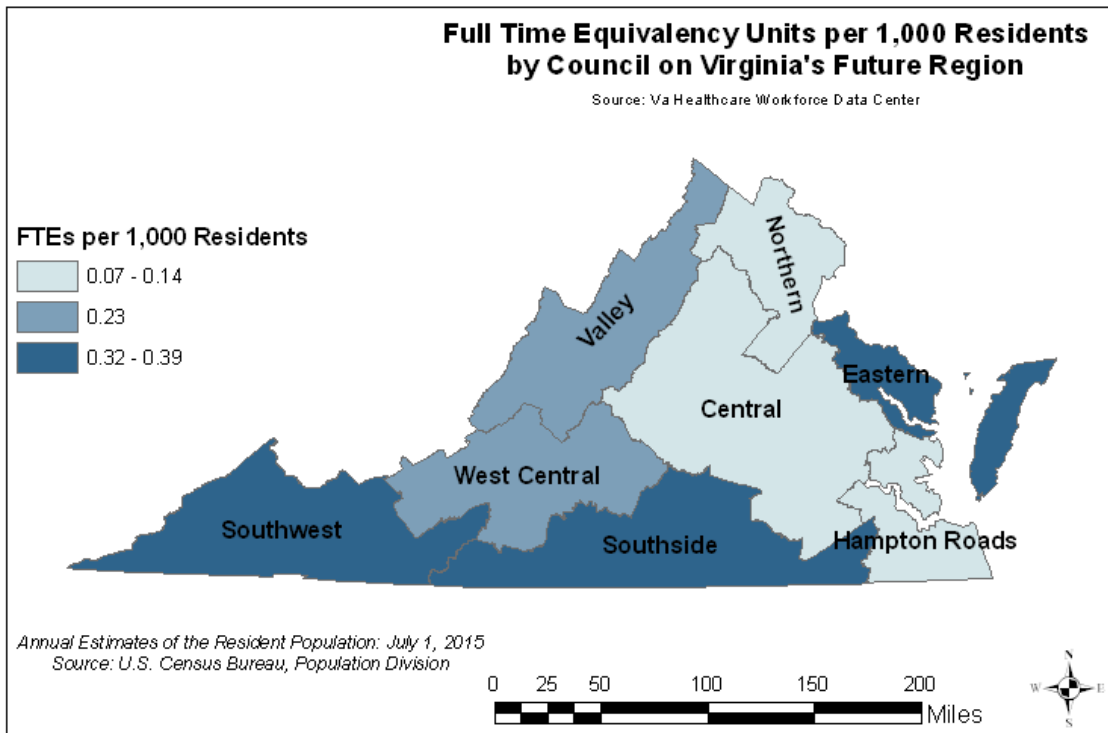 Full Time Equivalency Units per 1,000 Residents
by Council on Virginia's Future Region
Source: Va Healthcare Workforce Data Center
FTEs per 1,000 Residents
0.07 - 0.14
0.23
0.32 - 0.39
Northern
Valley
Eastern
Central
West Central
Southwest
Southside
Hampton Roads
Annual Estimates of the Resident Population: July 1, 2015
Source: U.S. Census Bureau, Population Division
0 25 50 100 150 200
Miles
N
W E
S